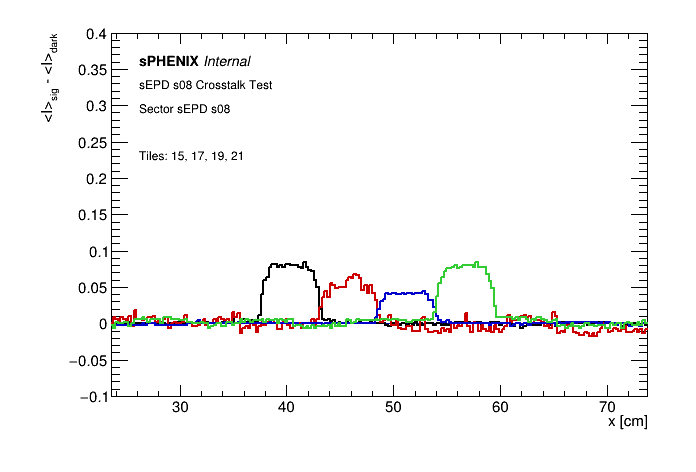 <I>sig - <I>dark
0.4
0.35
0.3
0.25
0.2
0.15
0.1
0.05
0
−0.05
−0.1
sPHENIX Internal
sEPD s08 Crosstalk Test
Sector sEPD s08
Tiles: 15, 17, 19, 21
30 40 50 60 70
x [cm]